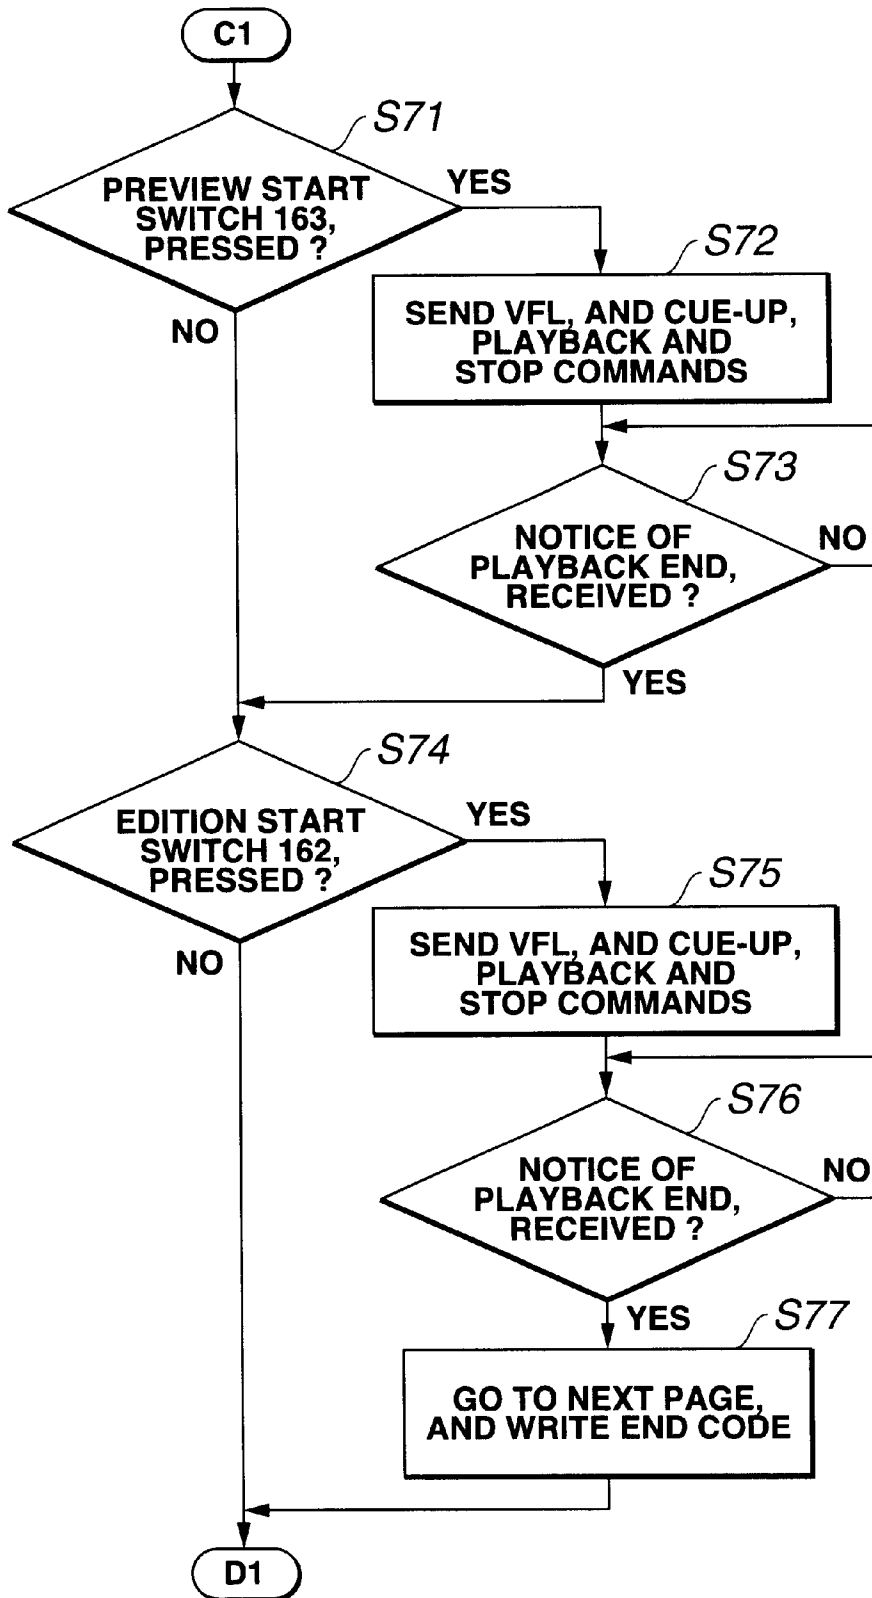 C1
S71
PREVIEW START
SWITCH 163,
PRESSED ?
YES
NO
S72
SEND VFL, AND CUE-UP,
PLAYBACK AND
STOP COMMANDS
S73
NOTICE OF
PLAYBACK END,
RECEIVED ?
NO
YES
S74
EDITION START
SWITCH 162,
PRESSED ?
YES
NO
S75
SEND VFL, AND CUE-UP,
PLAYBACK AND
STOP COMMANDS
S76
NOTICE OF
PLAYBACK END,
RECEIVED ?
NO
YES
S77
GO TO NEXT PAGE,
AND WRITE END CODE
D1